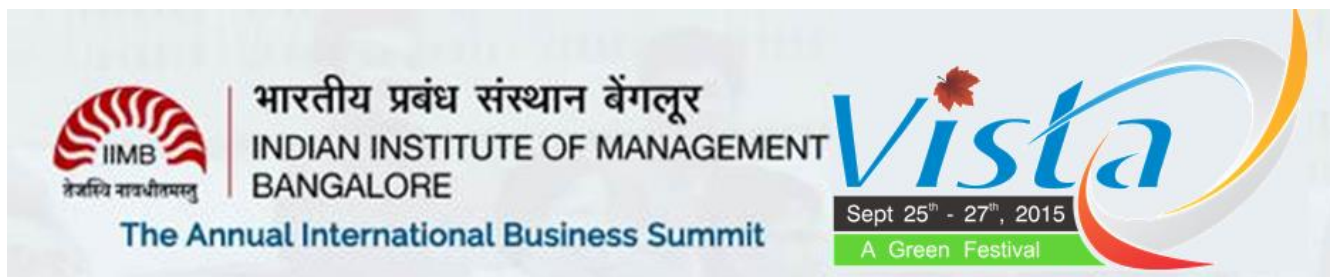 भारतीय प्रबंध संस्थान बेंगलूर
INDIAN INSTITUTE OF MANAGEMENT
BANGALORE
IIMB
तेजस्वि नावधीतमस्तु
The Annual International Business Summit
Vista
Sept 25th - 27th, 2015
A Green Festival